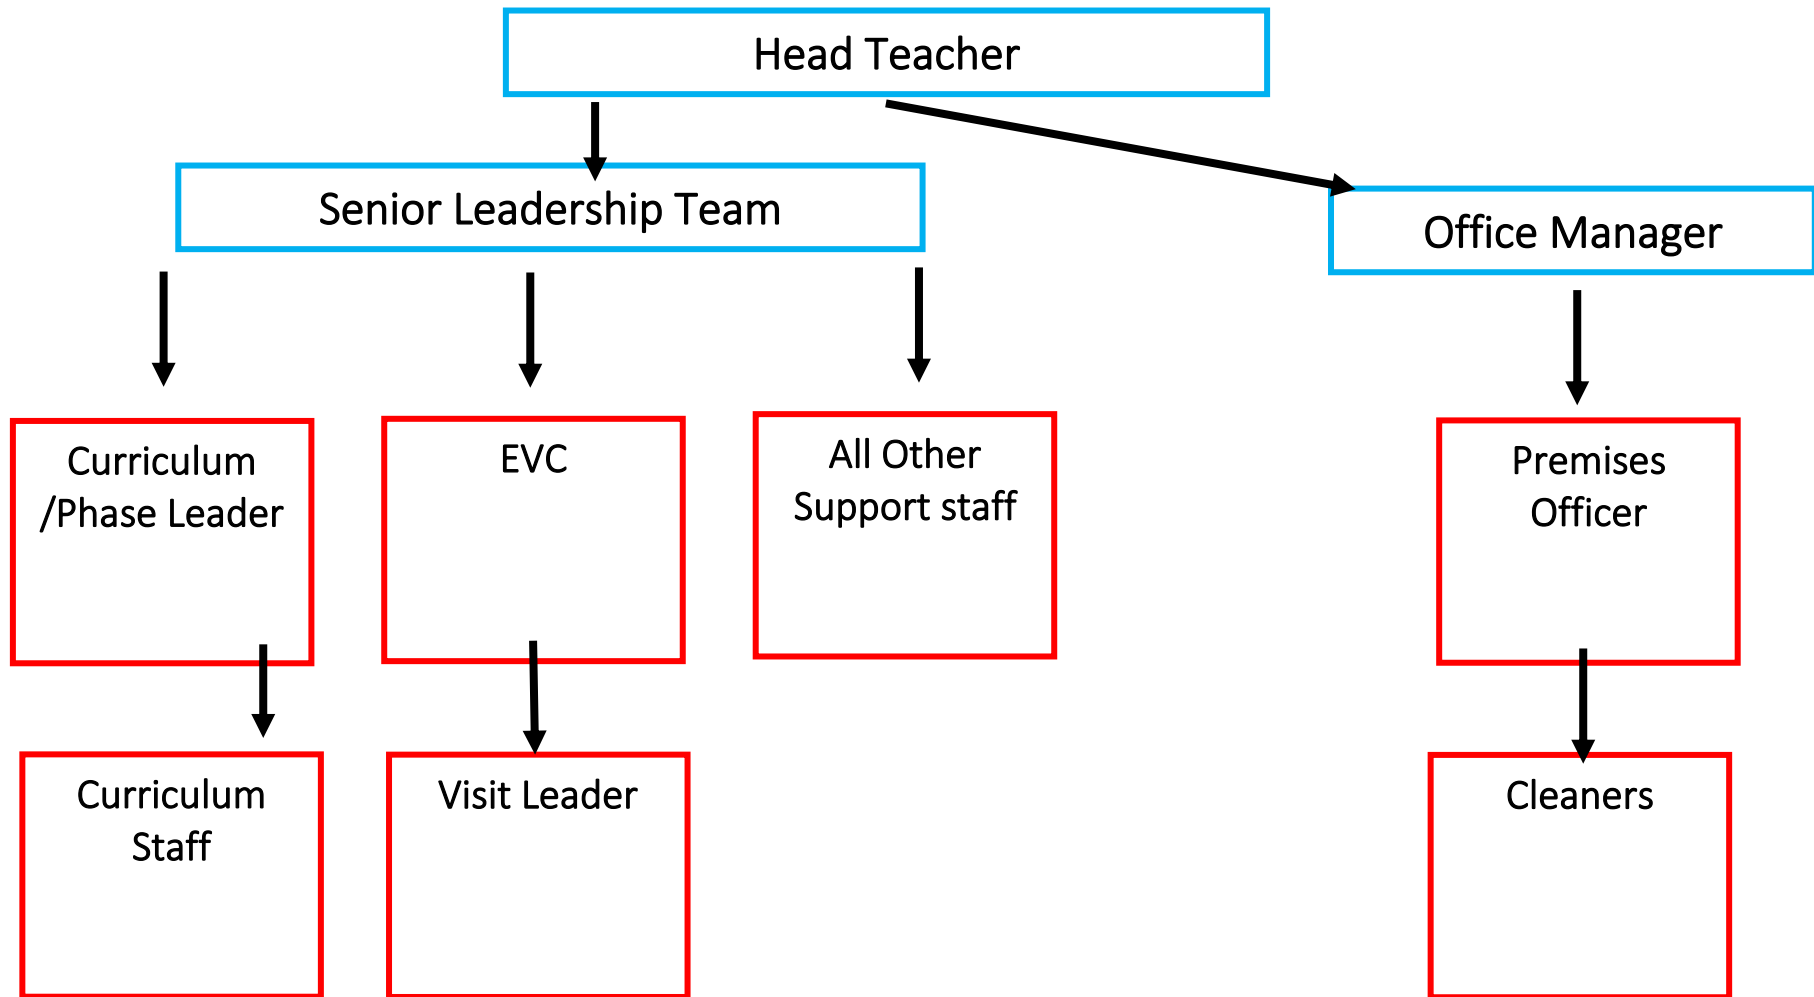 Head Teacher
Senior Leadership Team
Office Manager
Curriculum
/Phase Leader
EVC
All Other
Support staff
Premises
Officer
Curriculum
Staff
Visit Leader
Cleaners